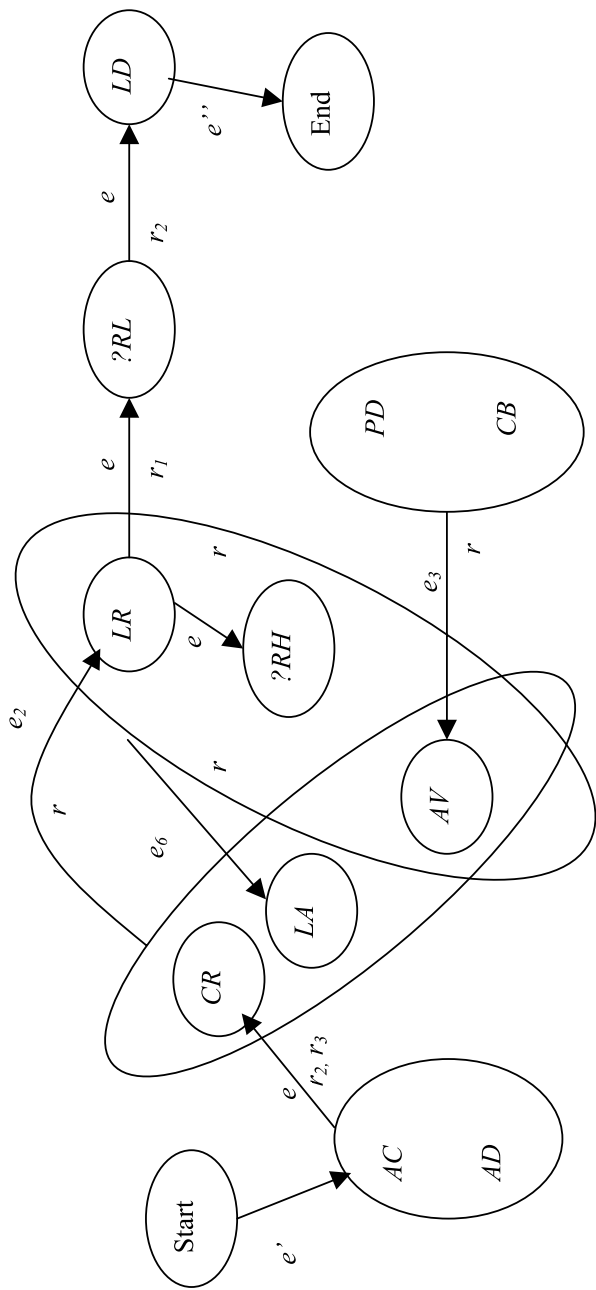 e₂
r
e
e
LR
?RL
LD
e₆
r₁
r₂
Start
e
CR
r
r
e’’
?RH
e’
e
LA
r₂, r₃
End
PD
AC
e₃
AV
r
AD
CB